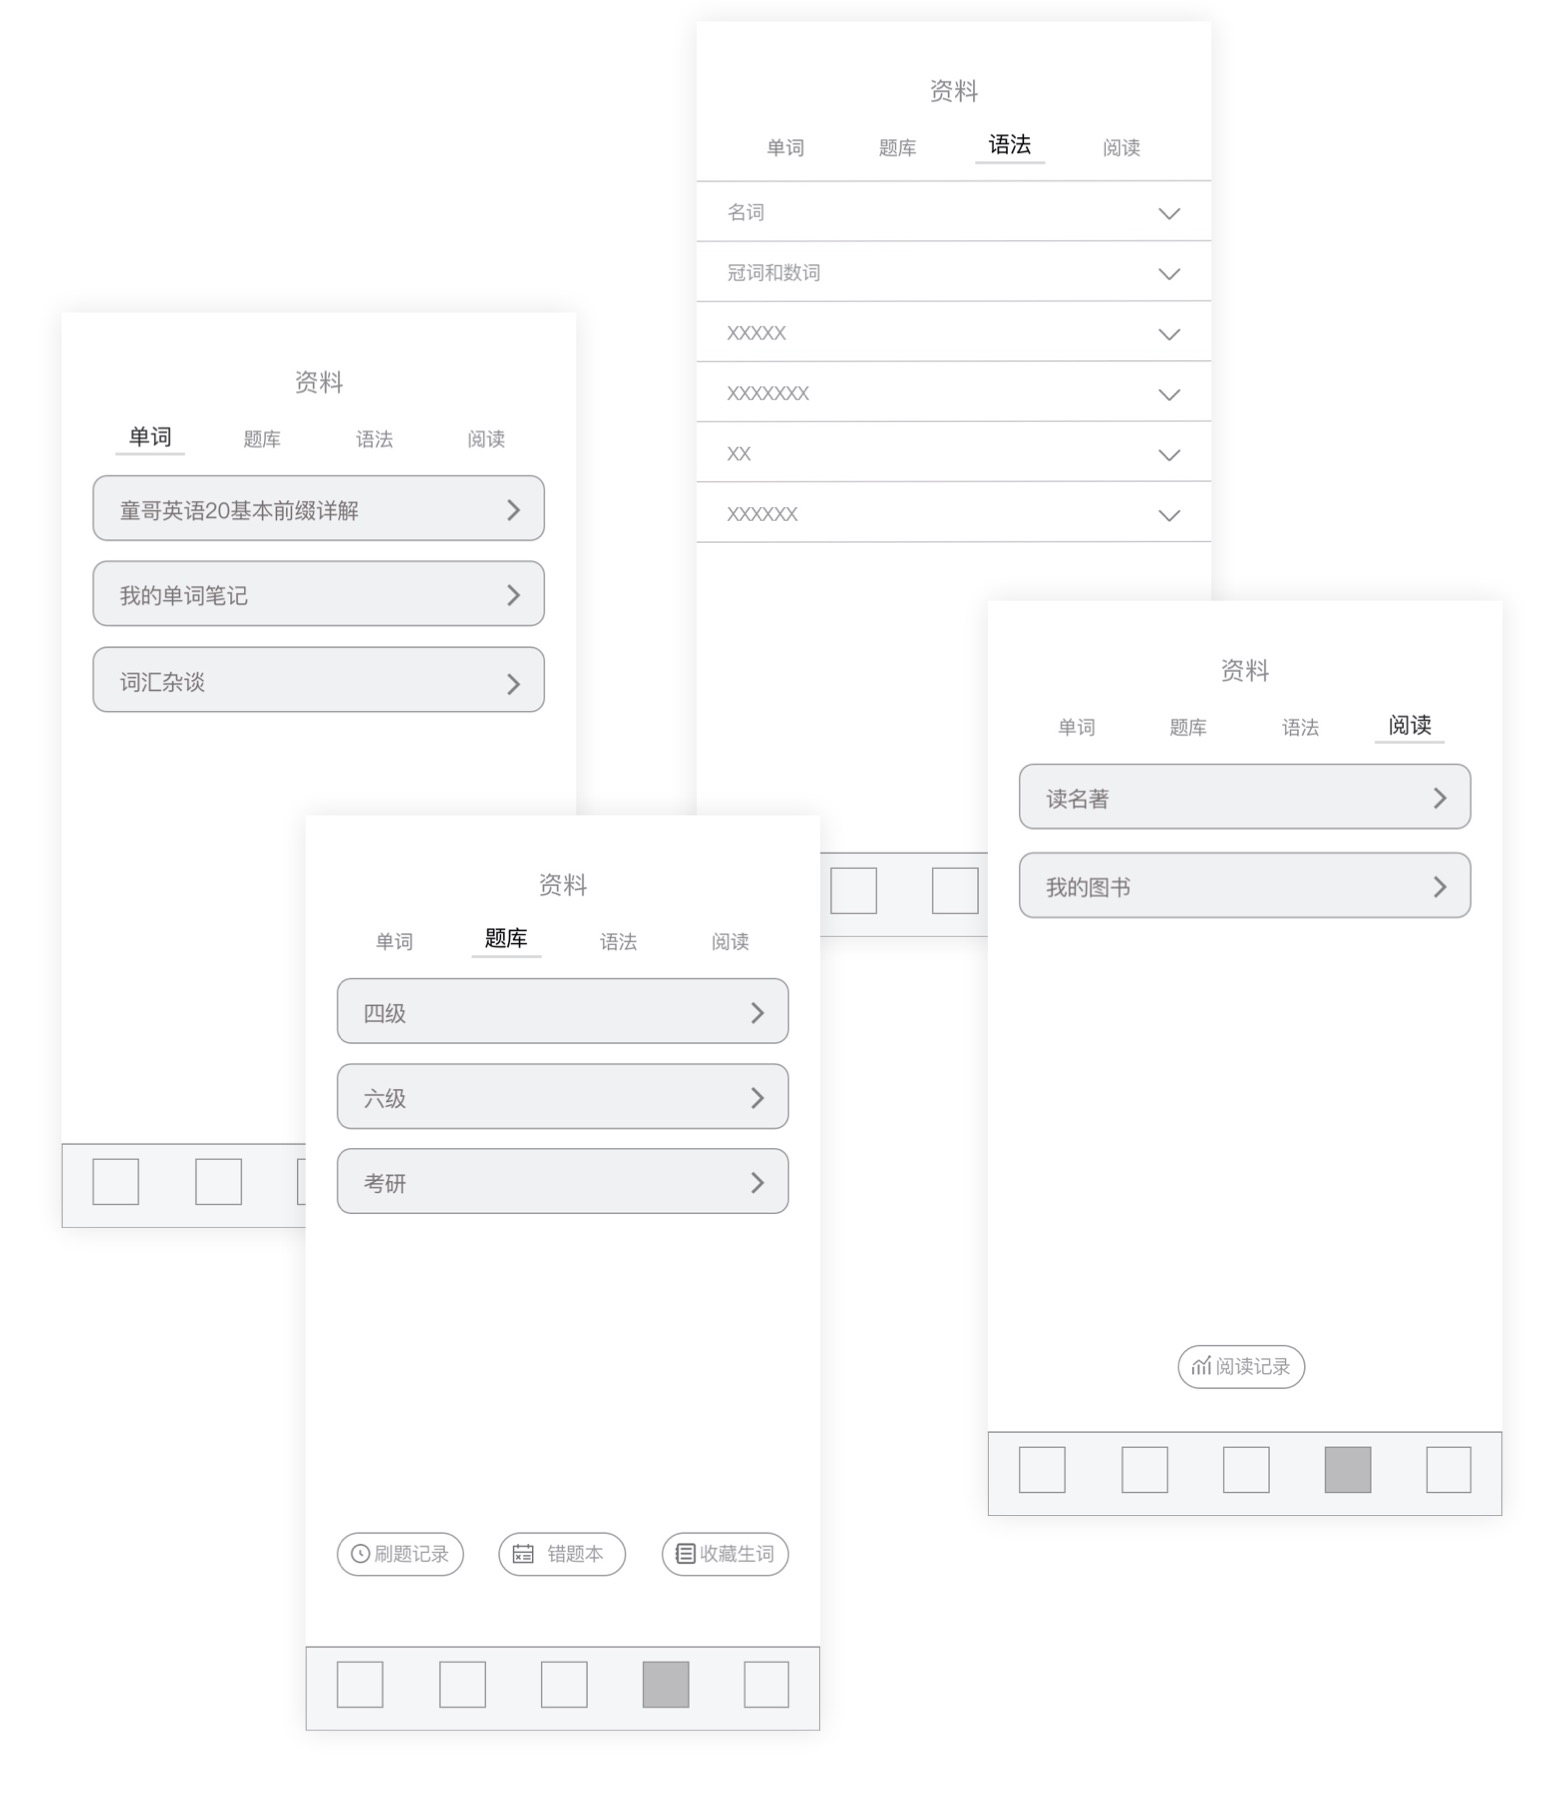 资料
单词 题库 语法 阅读
童哥英语20基本前缀详解
我的单词笔记
词汇杂谈
资料
单词 题库 语法 阅读
名词
冠词和数词
XXXXX
XXXXXXX
XX
XXXXXX
资料
单词 题库 语法 阅读
四级
六级
考研
刷题记录 错题本 收藏生词
资料
单词 题库 语法 阅读
读名著
我的图书
阅读记录